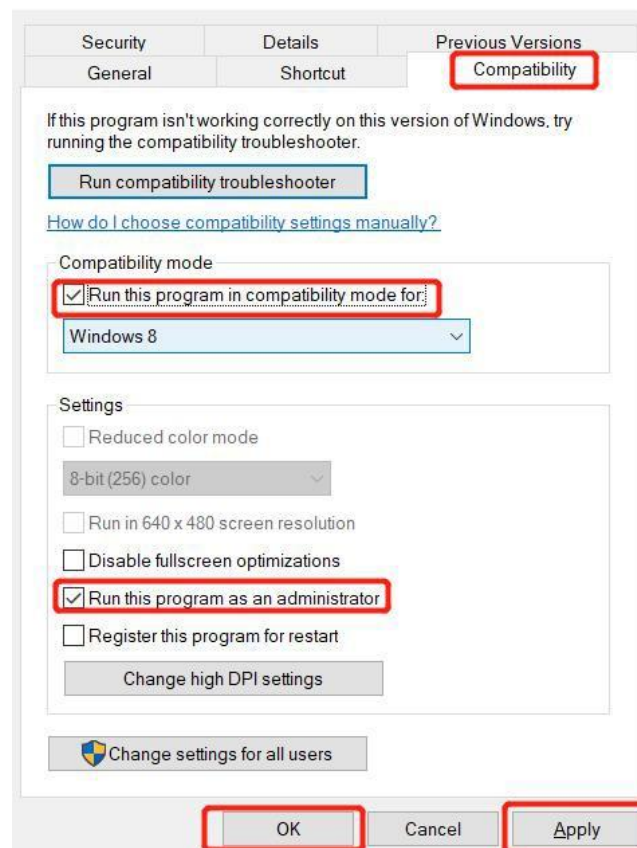 Security Details Previous Versions
General Shortcut Compatibility
If this program isn't working correctly on this version of Windows, try
running the compatibility troubleshooter.
Run compatibility troubleshooter
How do I choose compatibility settings manually?
Compatibility mode
Run this program in compatibility mode for:
Windows 8
Settings
Reduced color mode
8-bit (256) color
Run in 640 x 480 screen resolution
Disable fullscreen optimizations
Run this program as an administrator
Register this program for restart
Change high DPI settings
Change settings for all users
OK Cancel Apply